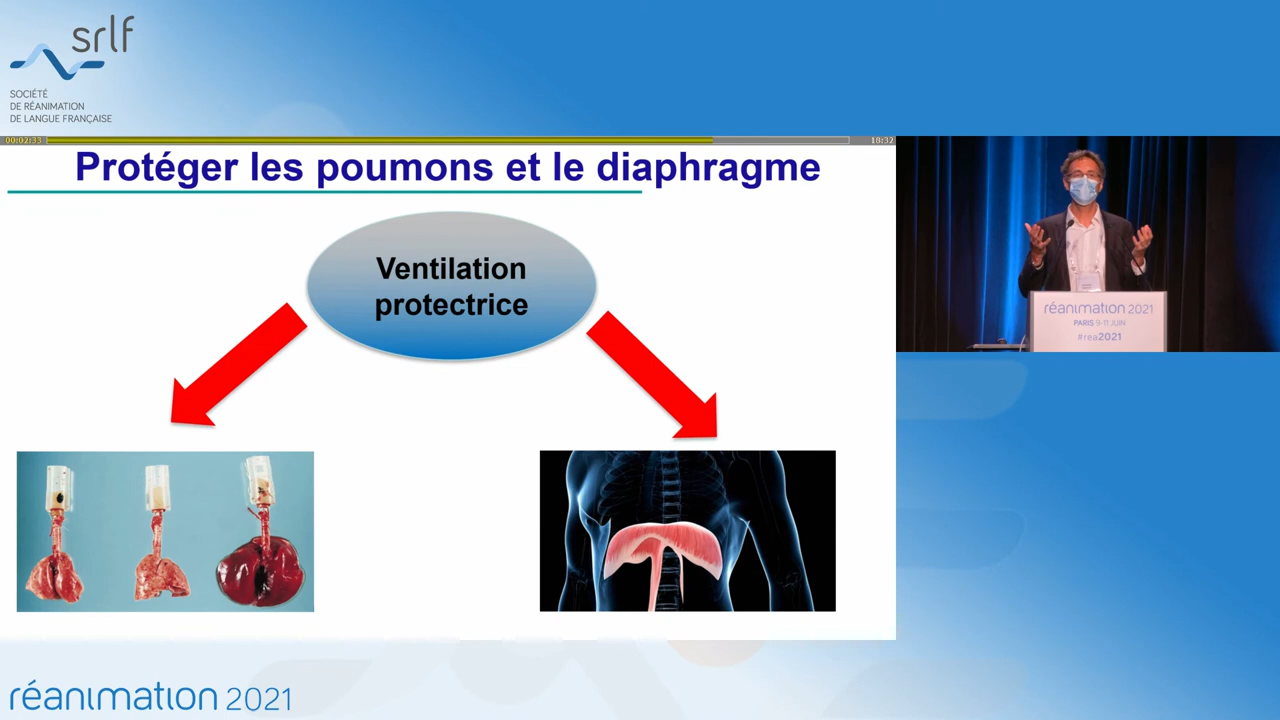 srlf
SOCIÉTÉ
DE RÉANIMATION
DE LANGUE FRANÇAISE
00:02:33
18:32
Protéger les poumons et le diaphragme
Ventilation
protectrice
réanimation 2021
PARIS 9-11 JUIN
#rea2021
réanimation 2021